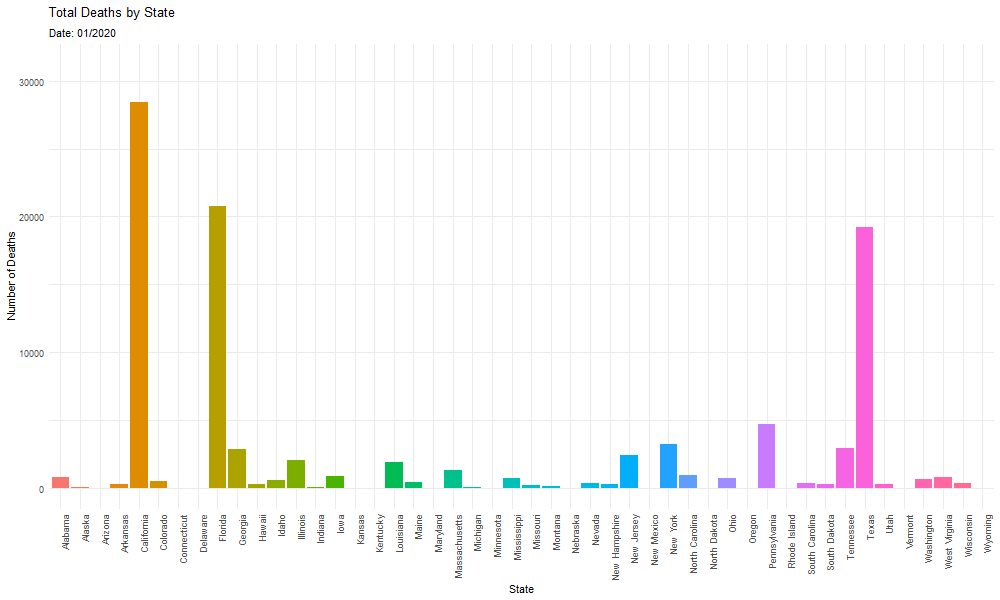 Total Deaths by State
Date: 01/2020
Number of Deaths
30000
20000
10000
0
Alabama
Alaska
Arizona
Arkansas
California
Colorado
Connecticut
Delaware
Florida
Georgia
Hawaii
Idaho
Illinois
Indiana
Iowa
Kansas
Kentucky
Louisiana
Maine
Maryland
Massachusetts
Michigan
Minnesota
Mississippi
Missouri
Montana
Nebraska
Nevada
New Hampshire
New Jersey
New Mexico
New York
North Carolina
North Dakota
Ohio
Oregon
Pennsylvania
Rhode Island
South Carolina
South Dakota
Tennessee
Texas
Utah
Vermont
Washington
West Virginia
Wisconsin
Wyoming
State